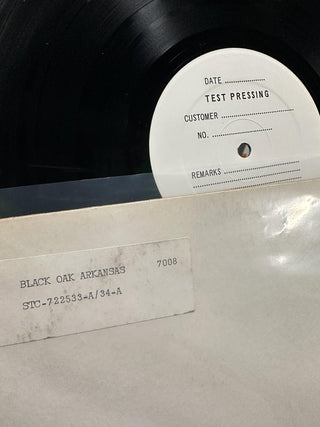 DATE ....................
TEST PRESSING
CUSTOMER ....................
NO. ....................
REMARKS ....................
BLACK OAK ARKANSAS 7008
STC-722533-A/34-A